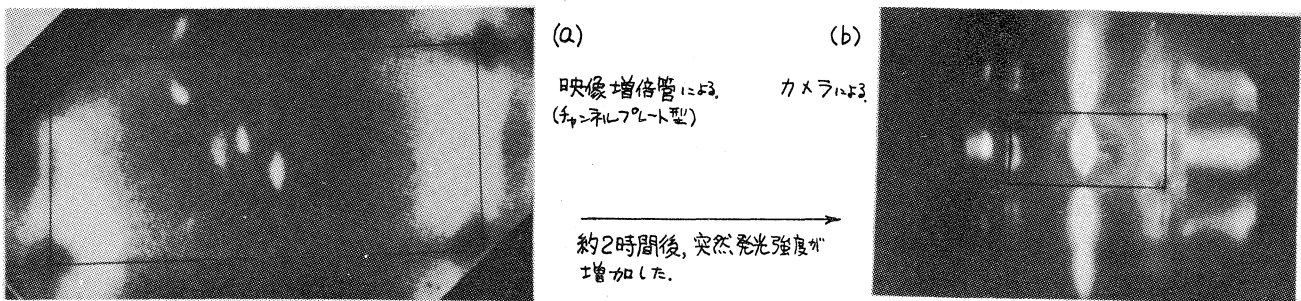 (a)
(b)
映像増倍管による.
(チャンネルプレート型)
カメラによる.
約2時間後,突然発光強度が
増加した.